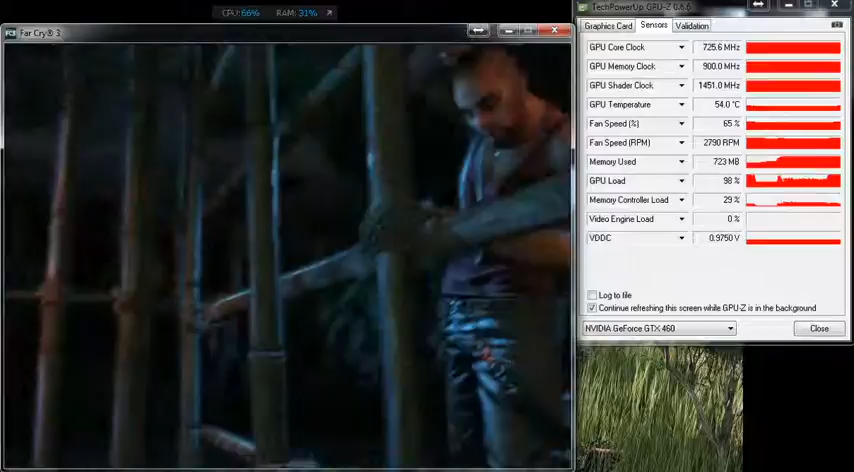 CPU: 66% RAM: 31%
Far Cry® 3
TechPowerUp GPU-Z 0.6.6
Graphics Card Sensors Validation
GPU Core Clock 725.6 MHz
GPU Memory Clock 900.0 MHz
GPU Shader Clock 1451.0 MHz
GPU Temperature 54.0 °C
Fan Speed (%) 65 %
Fan Speed (RPM) 2790 RPM
Memory Used 723 MB
GPU Load 98 %
Memory Controller Load 29 %
Video Engine Load 0 %
VDDC 0.9750 V
Log to file
Continue refreshing this screen while GPU-Z is in the background
NVIDIA GeForce GTX 460 Close